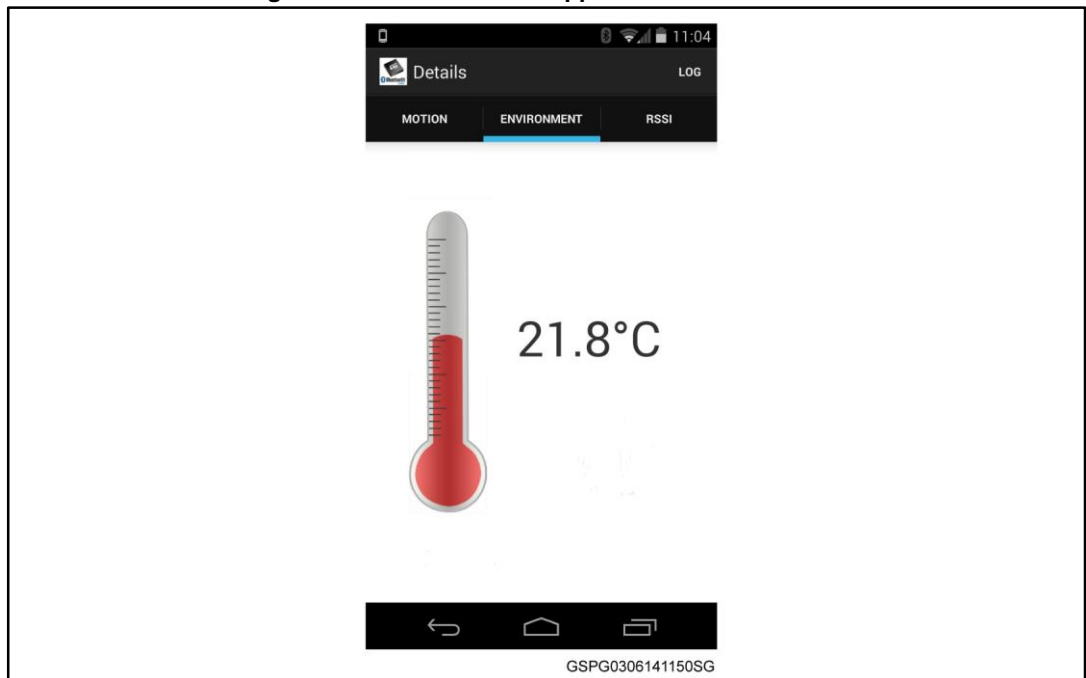 11:04
Details
LOG
MOTION ENVIRONMENT RSSI
21.8°C
GSPG0306141150SG